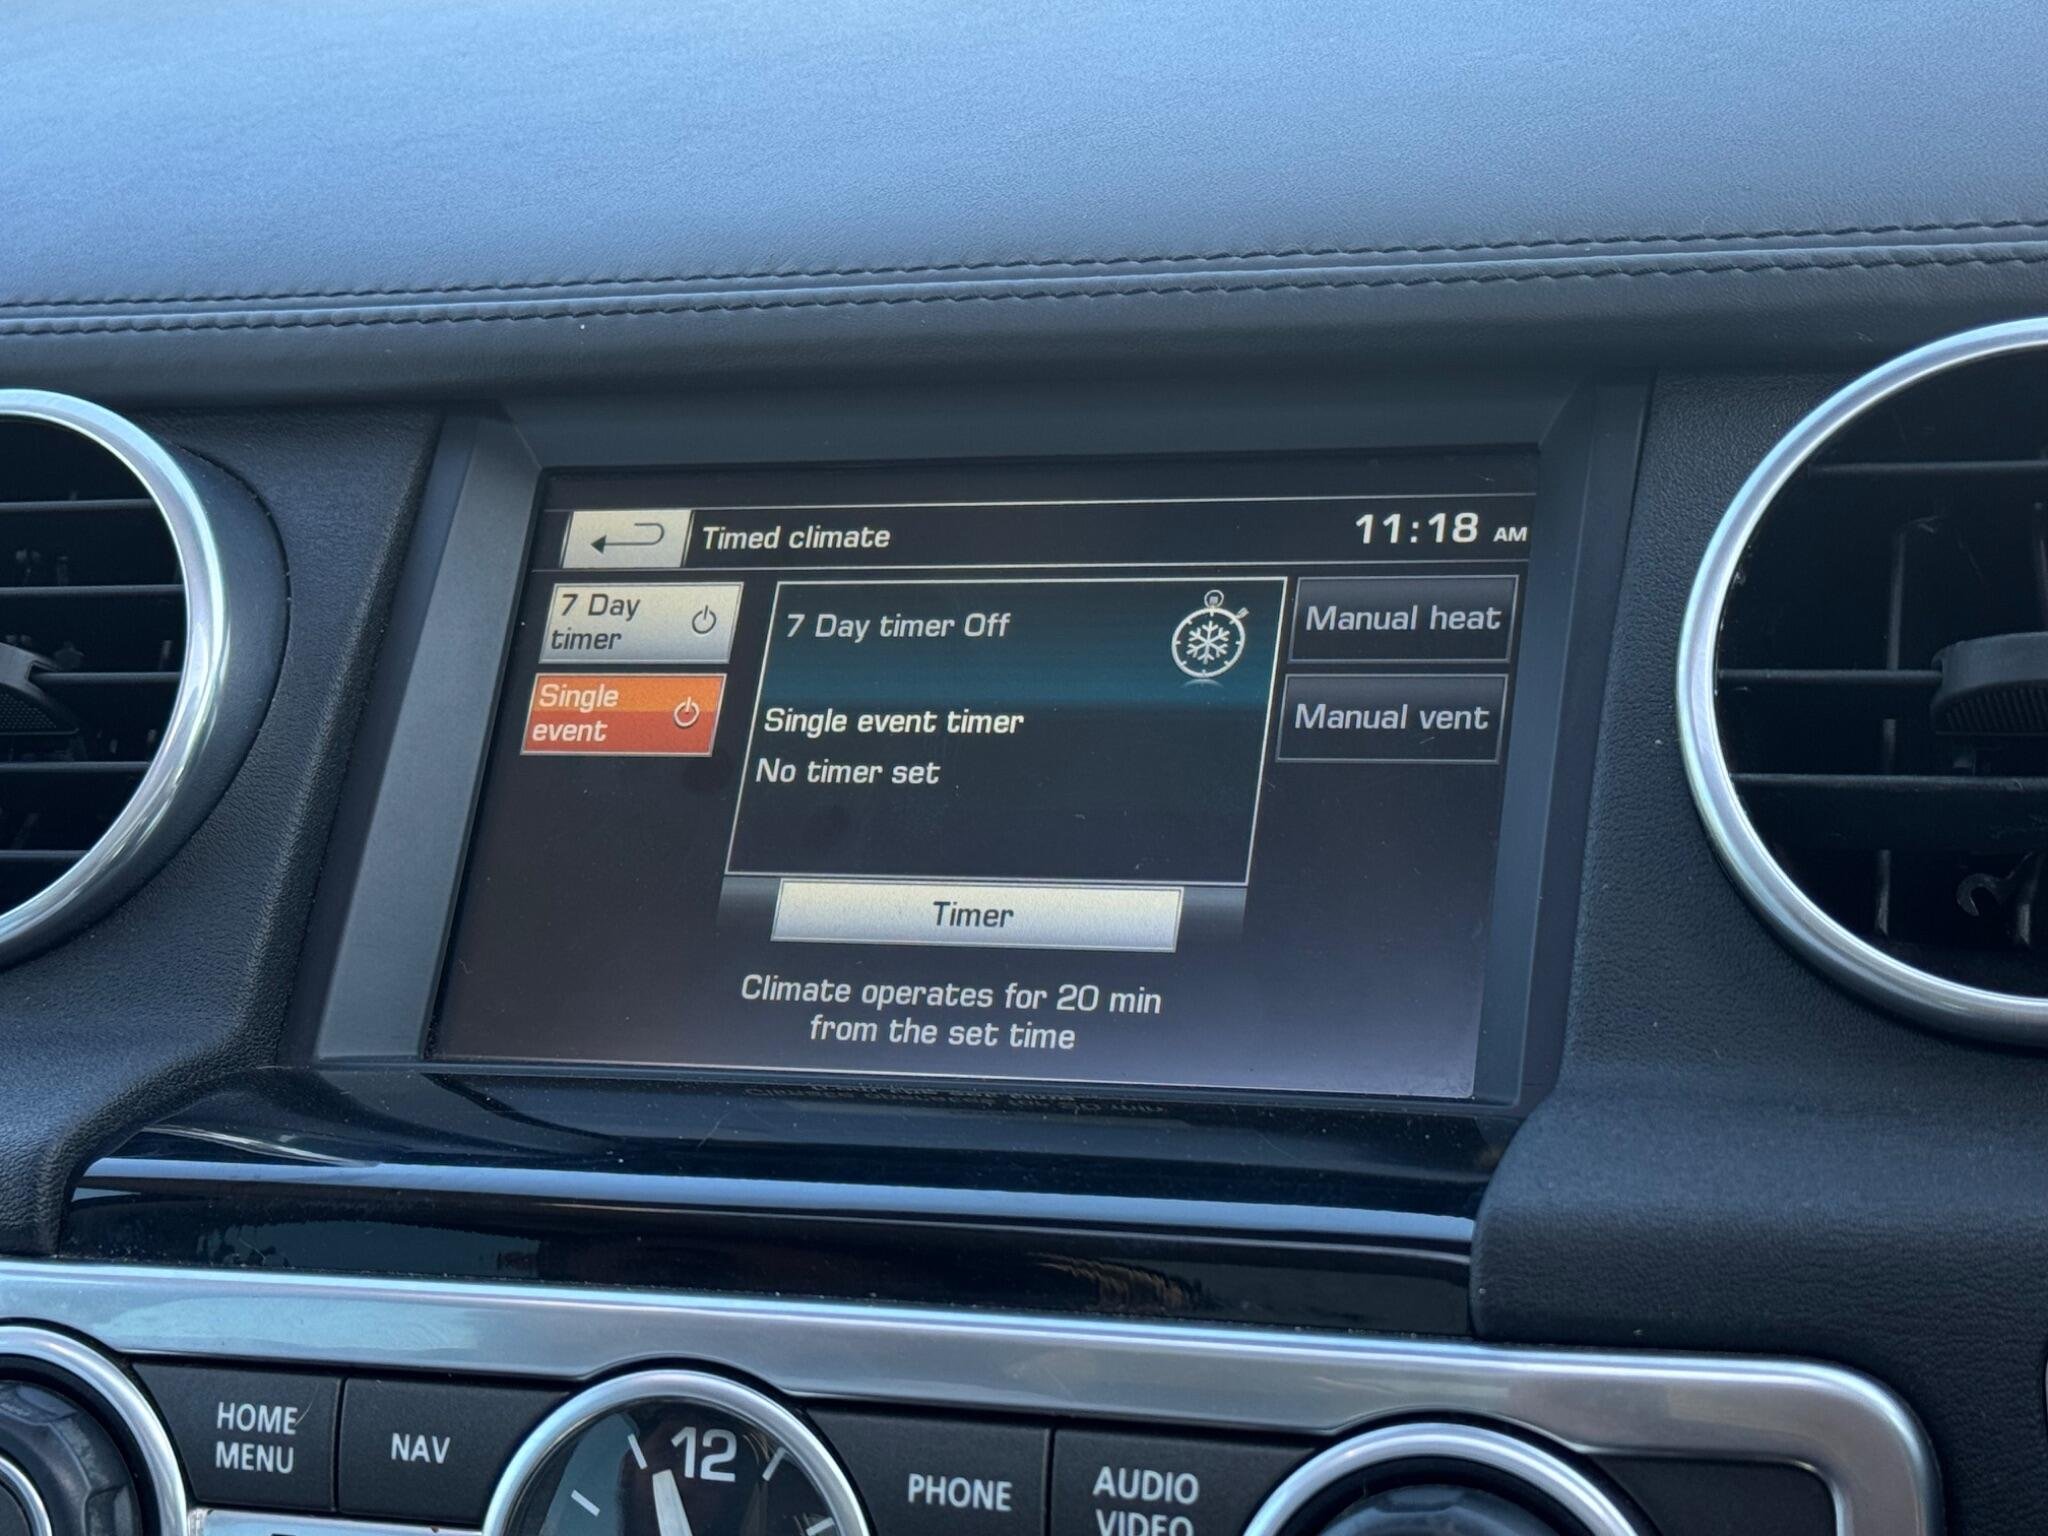 Timed climate
11:18 AM
7 Day
timer
7 Day timer Off
Manual heat
Single
event
Single event timer
Manual vent
No timer set
Timer
Climate operates for 20 min
from the set time
HOME
MENU
NAV
12
PHONE
AUDIO
VIDEO